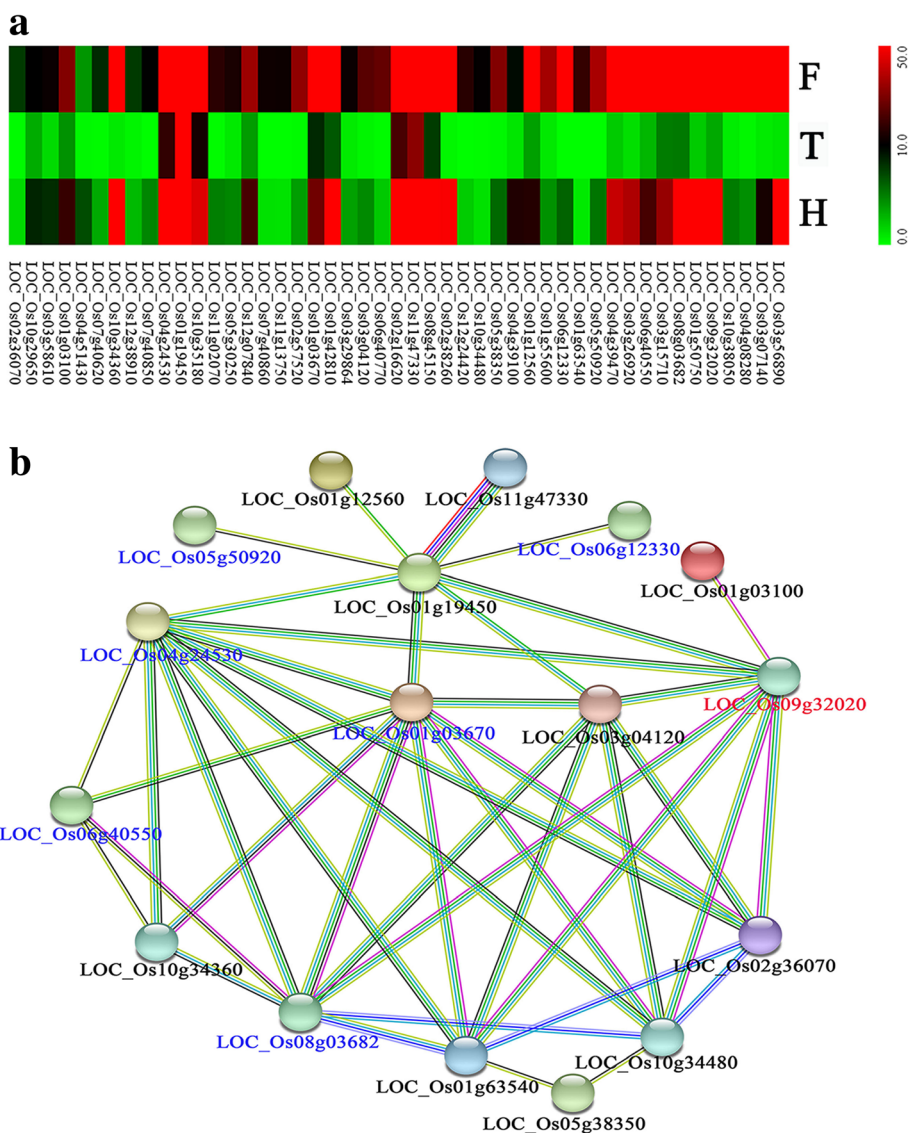 a
F
T
H
50.0
10.0
0.0
LOC_Os02g36070
LOC_Os10g29650
LOC_Os03g58610
LOC_Os01g03100
LOC_Os04g51430
LOC_Os07g40620
LOC_Os10g34360
LOC_Os12g38910
LOC_Os07g40850
LOC_Os04g24530
LOC_Os01g19450
LOC_Os10g35180
LOC_Os11g02070
LOC_Os05g30250
LOC_Os12g07840
LOC_Os07g40860
LOC_Os11g13750
LOC_Os02g57520
LOC_Os01g03670
LOC_Os01g42810
LOC_Os03g29864
LOC_Os03g04120
LOC_Os06g40770
LOC_Os02g16620
LOC_Os11g47330
LOC_Os08g45150
LOC_Os02g38260
LOC_Os12g24420
LOC_Os10g34480
LOC_Os05g38350
LOC_Os04g39100
LOC_Os01g12560
LOC_Os01g55600
LOC_Os06g12330
LOC_Os01g63540
LOC_Os05g50920
LOC_Os04g39470
LOC_Os03g26920
LOC_Os06g40550
LOC_Os03g15710
LOC_Os08g03682
LOC_Os01g50750
LOC_Os09g32020
LOC_Os10g38050
LOC_Os04g08280
LOC_Os03g07140
LOC_Os03g56890
b
LOC_Os01g12560
LOC_Os11g47330
LOC_Os05g50920
LOC_Os06g12330
LOC_Os01g03100
LOC_Os01g19450
LOC_Os04g24530
LOC_Os09g32020
LOC_Os01g03670
LOC_Os03g04120
LOC_Os06g40550
LOC_Os10g34360
LOC_Os02g36070
LOC_Os08g03682
LOC_Os10g34480
LOC_Os01g63540
LOC_Os05g38350